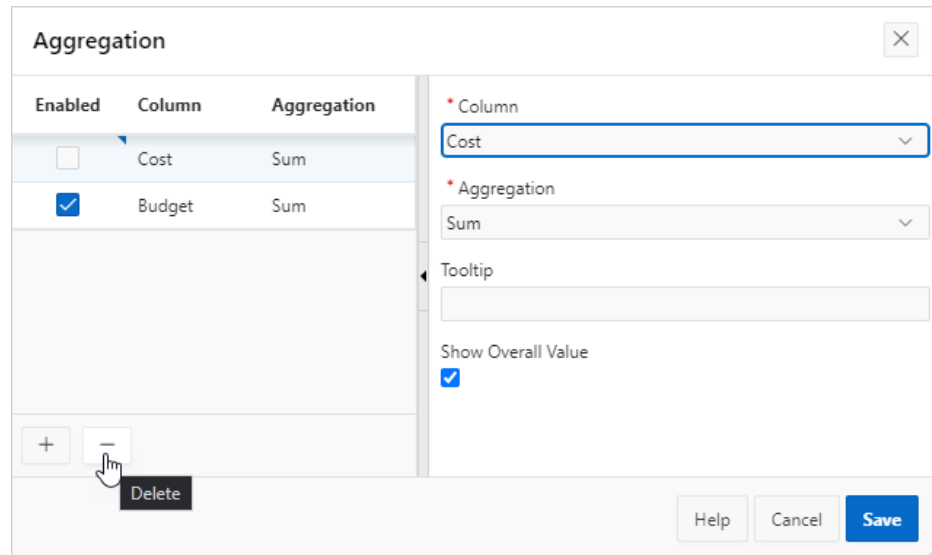 Aggregation
Enabled Column Aggregation
Cost Sum
Budget Sum
* Column
Cost
* Aggregation
Sum
Tooltip
Show Overall Value
Delete
Help Cancel Save